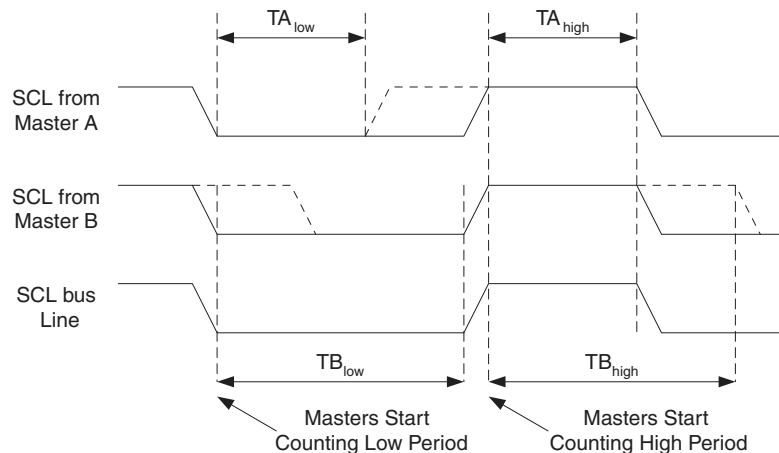 TA low
TA high
SCL from
Master A
SCL from
Master B
SCL bus
Line
TB low
TB high
Masters Start
Counting Low Period
Masters Start
Counting High Period